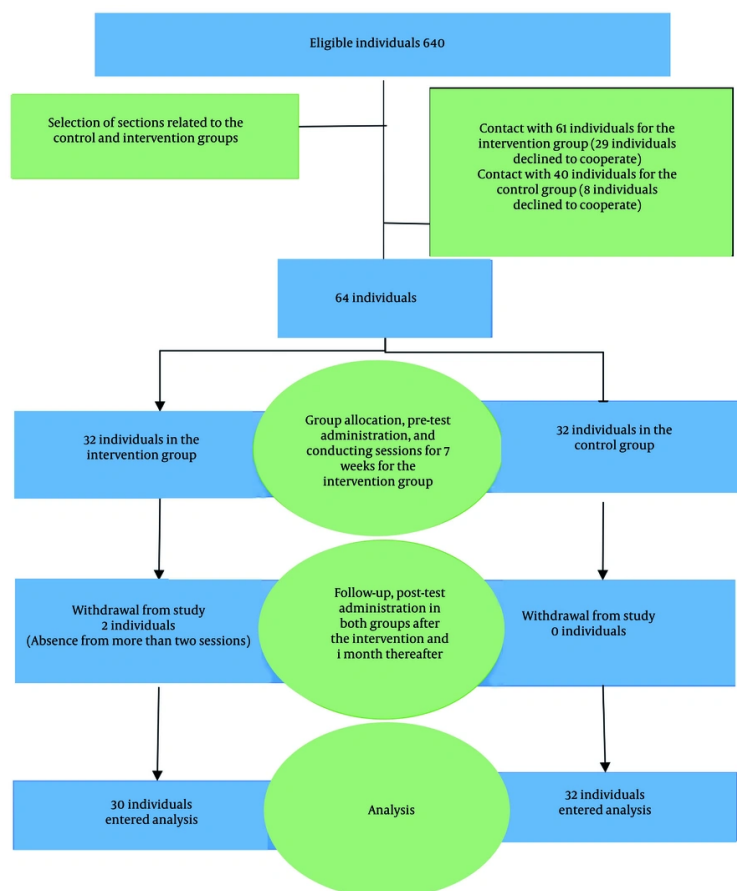 Eligible individuals 640
Selection of sections related to the
control and intervention groups
Contact with 61 individuals for the
intervention group (29 individuals
declined to cooperate)
Contact with 40 individuals for the
control group (8 individuals
declined to cooperate)
64 individuals
32 individuals in the
intervention group
Group allocation, pre-test
administration, and
conducting sessions for 7
weeks for the
intervention group
32 individuals in the
control group
Withdrawal from study
2 individuals
(Absence from more than two sessions)
Follow-up, post-test
administration in
both groups after
the intervention and
i month thereafter
Withdrawal from study
0 individuals
30 individuals
entered analysis
Analysis
32 individuals
entered analysis